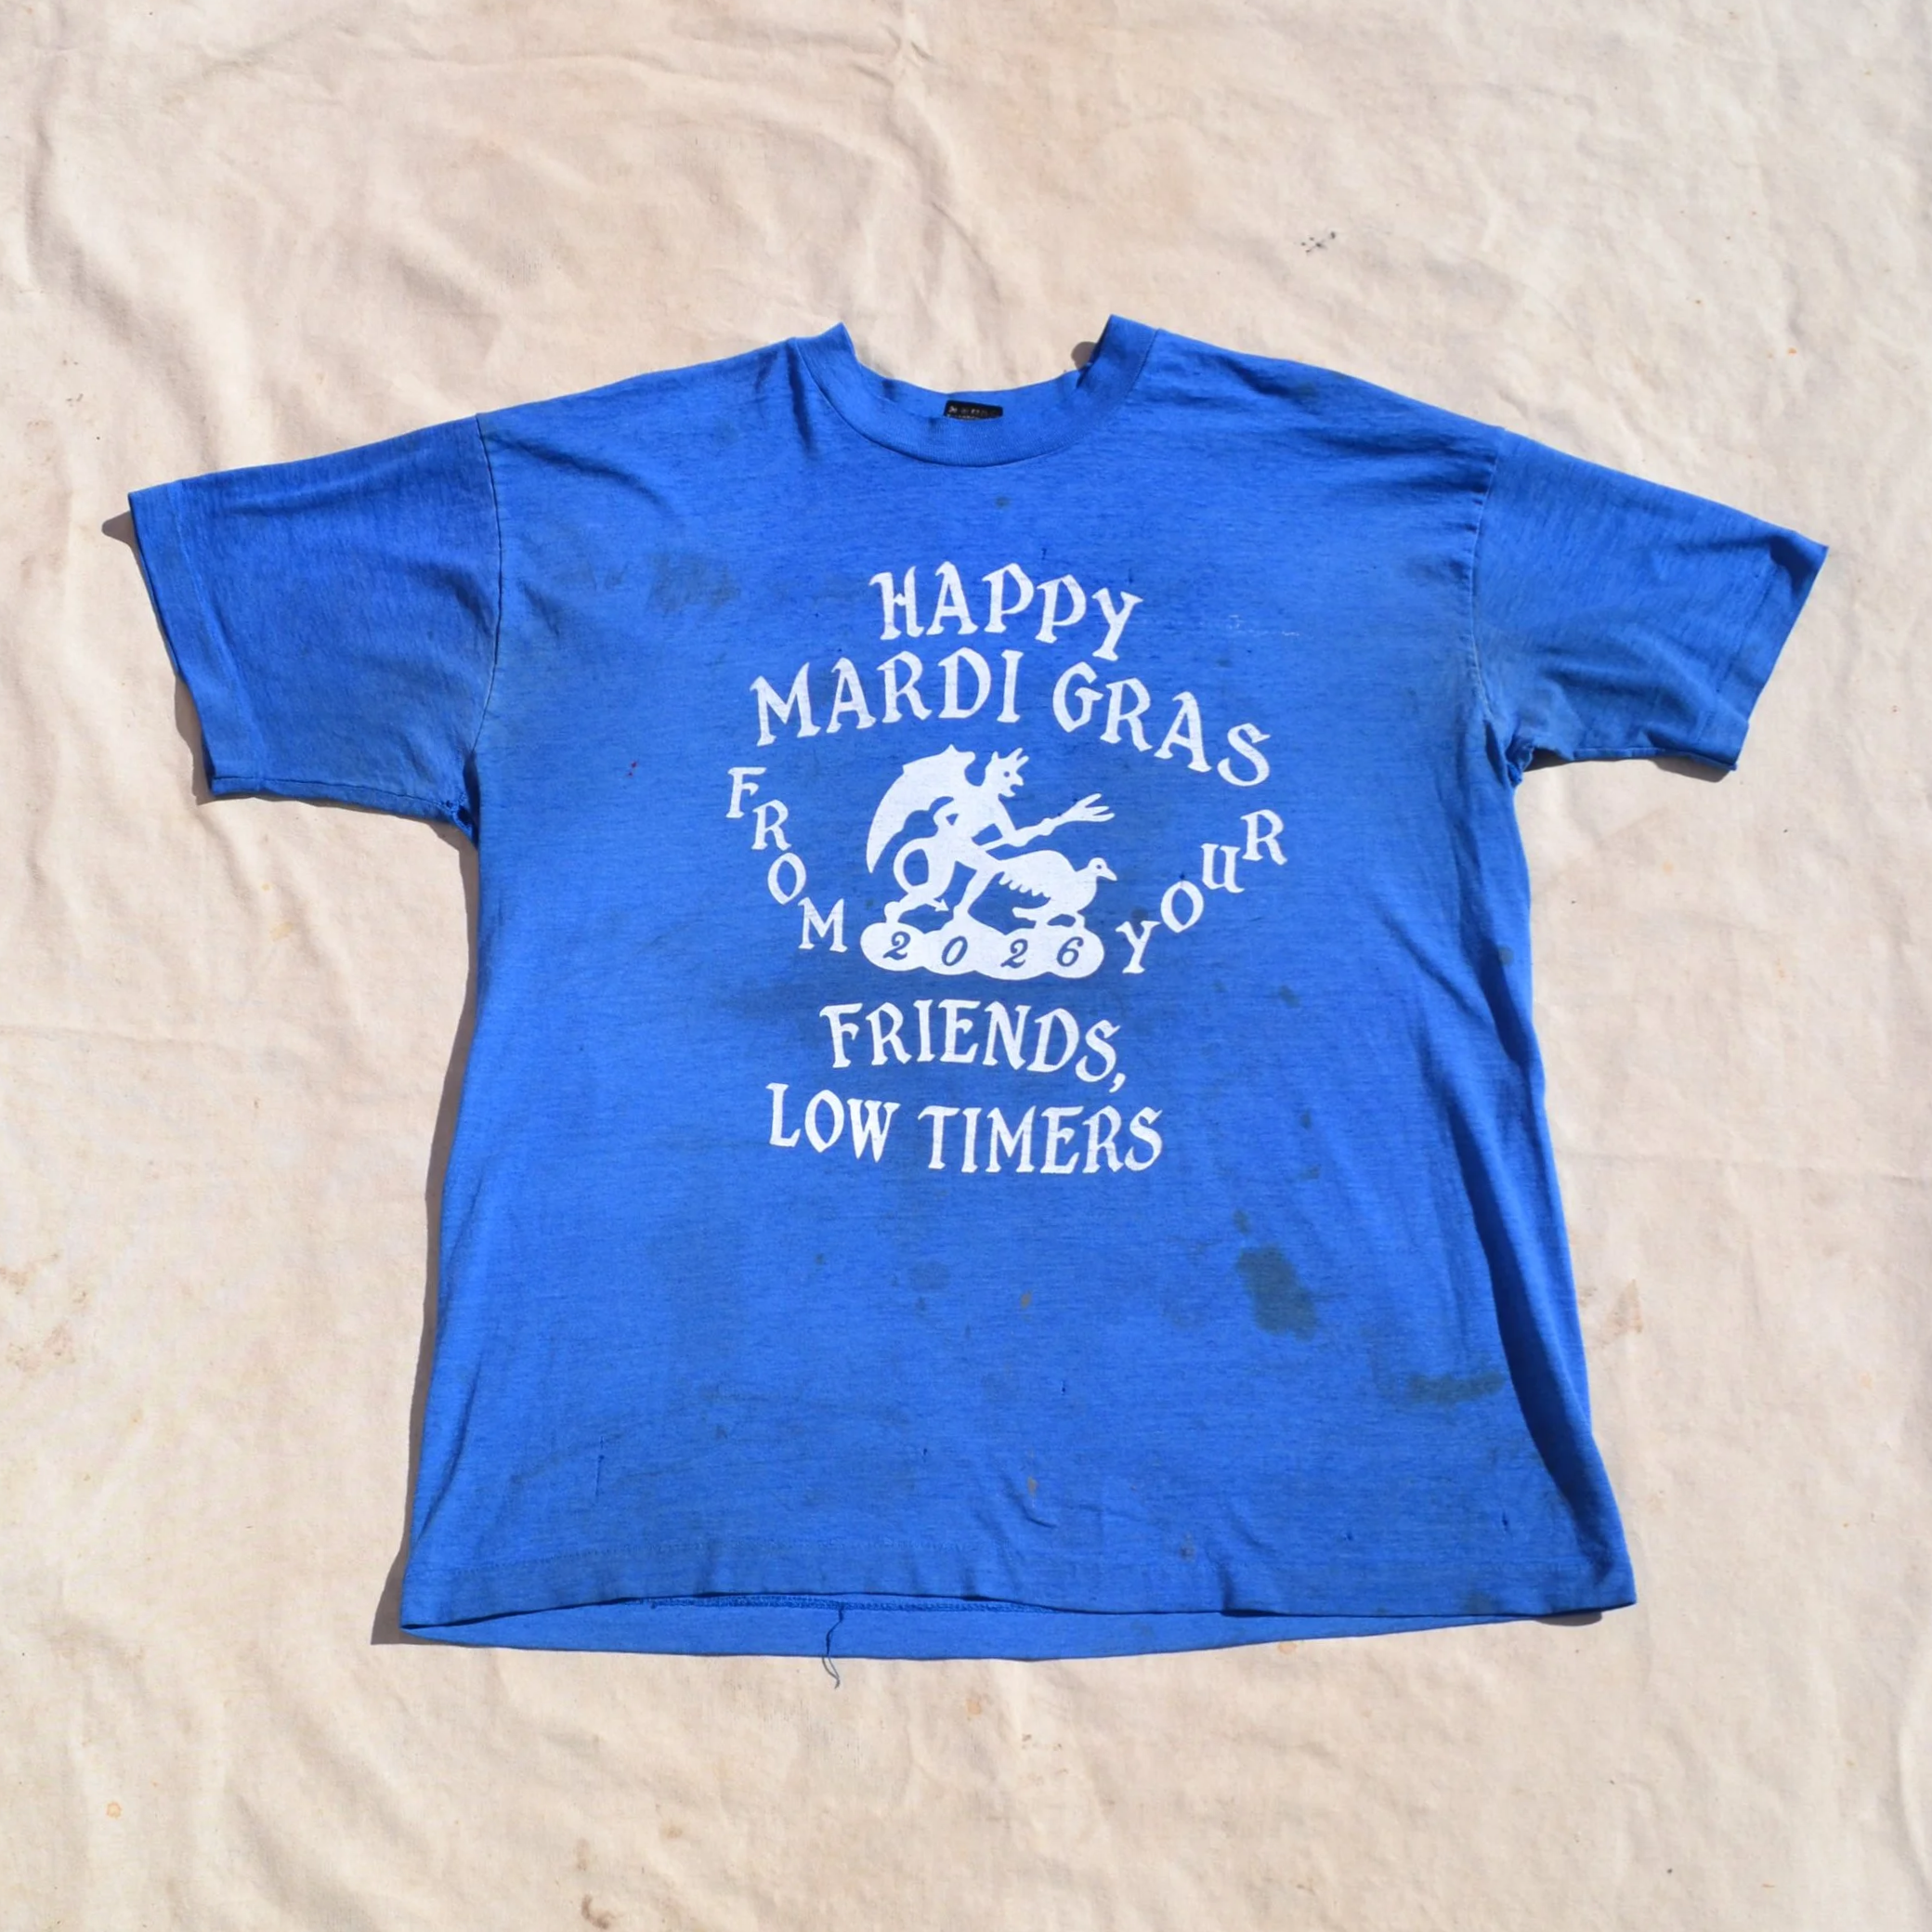 HAPPY
MARDI GRAS
FROM
2026
YOUR
FRIENDS,
LOW TIMERS